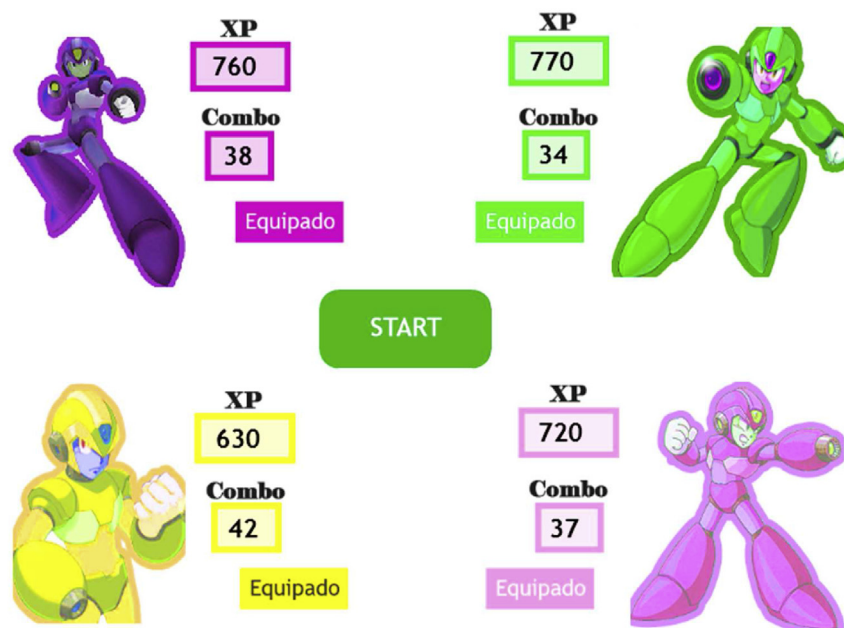 XP
760
Combo
38
Equipado
XP
770
Combo
34
Equipado
START
XP
630
Combo
42
Equipado
XP
720
Combo
37
Equipado